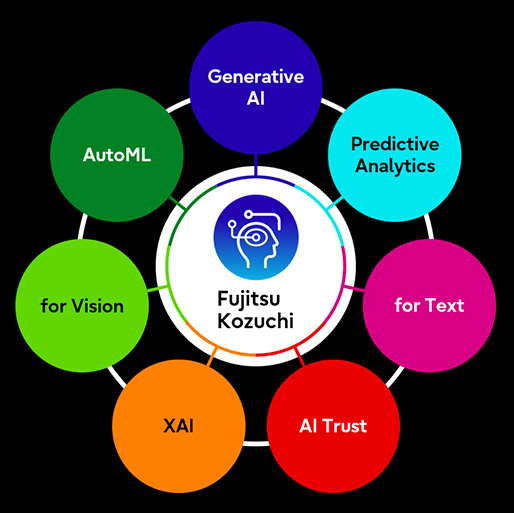 Generative
AI
Predictive
Analytics
for Text
AI Trust
XAI
for Vision
AutoML
Fujitsu
Kozuchi